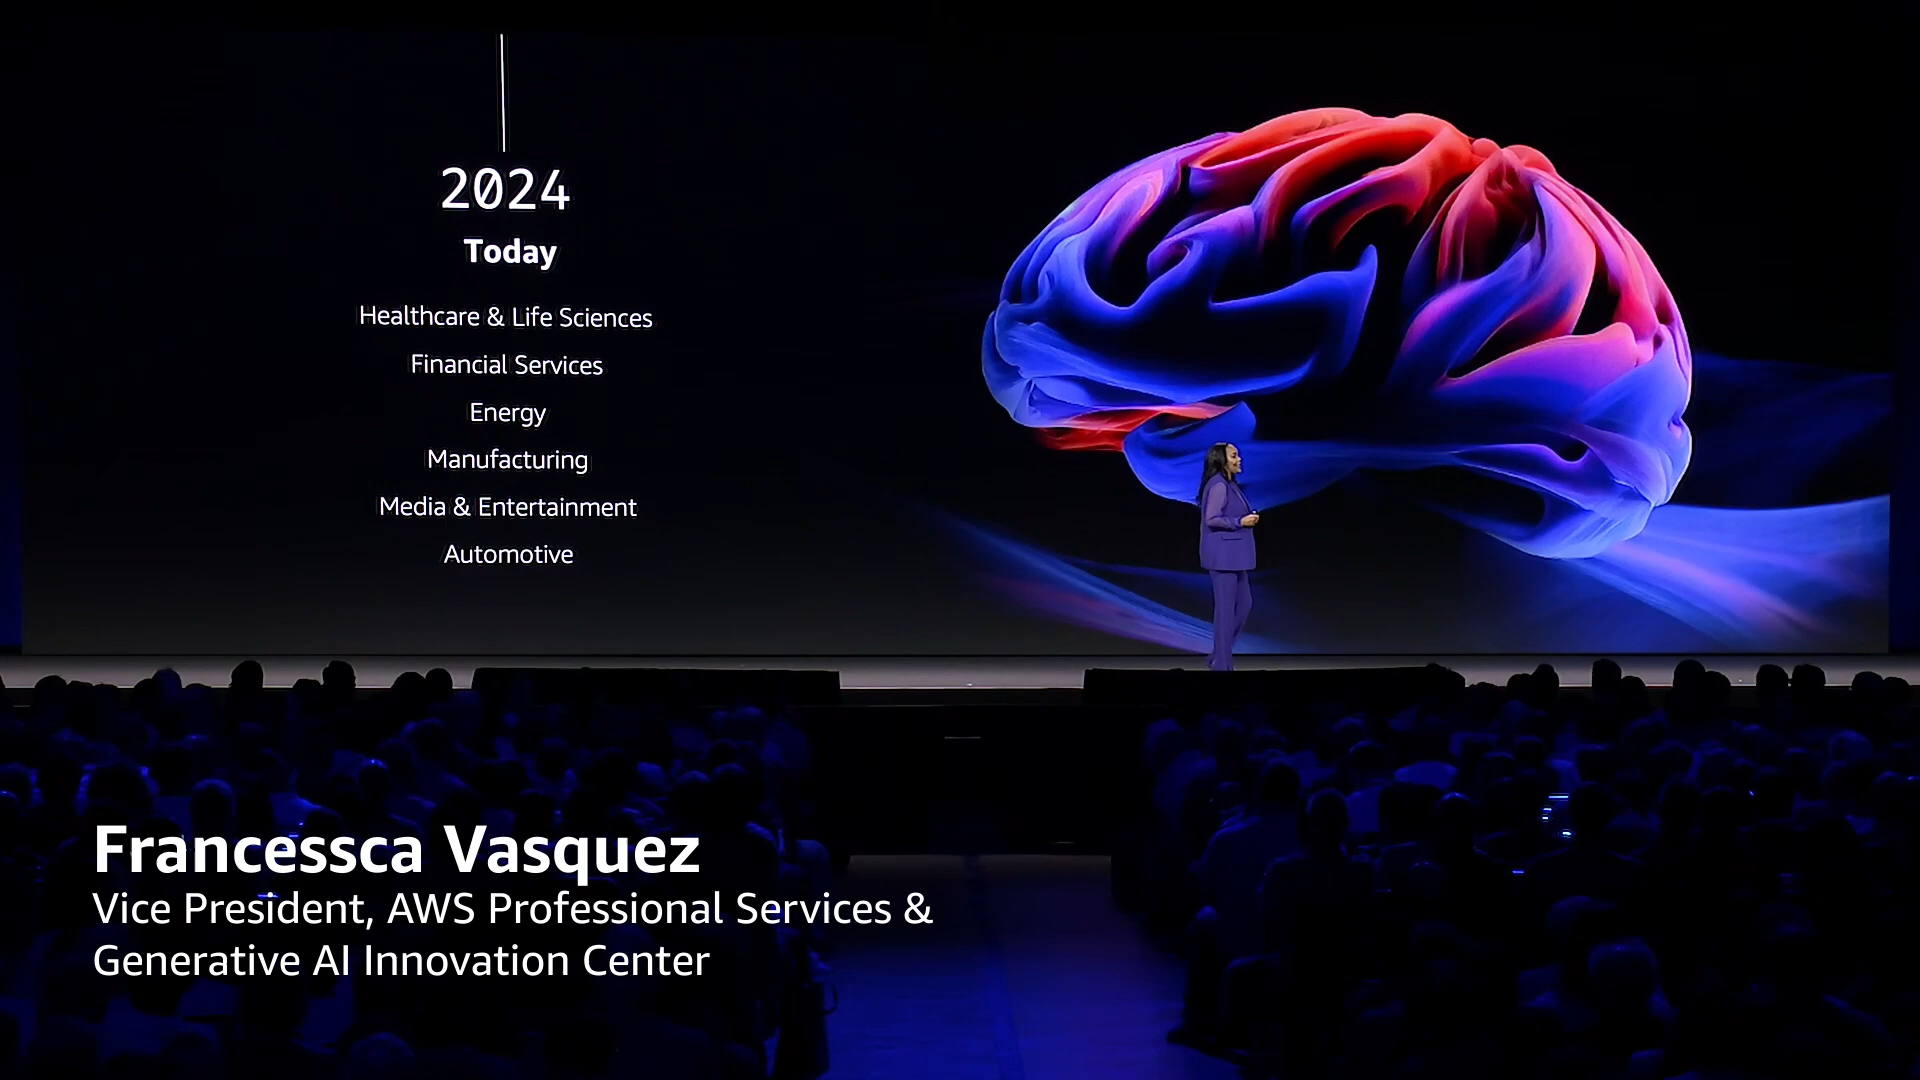 2024
Today
Healthcare & Life Sciences
Financial Services
Energy
Manufacturing
Media & Entertainment
Automotive
Francessca Vasquez
Vice President, AWS Professional Services &
Generative AI Innovation Center